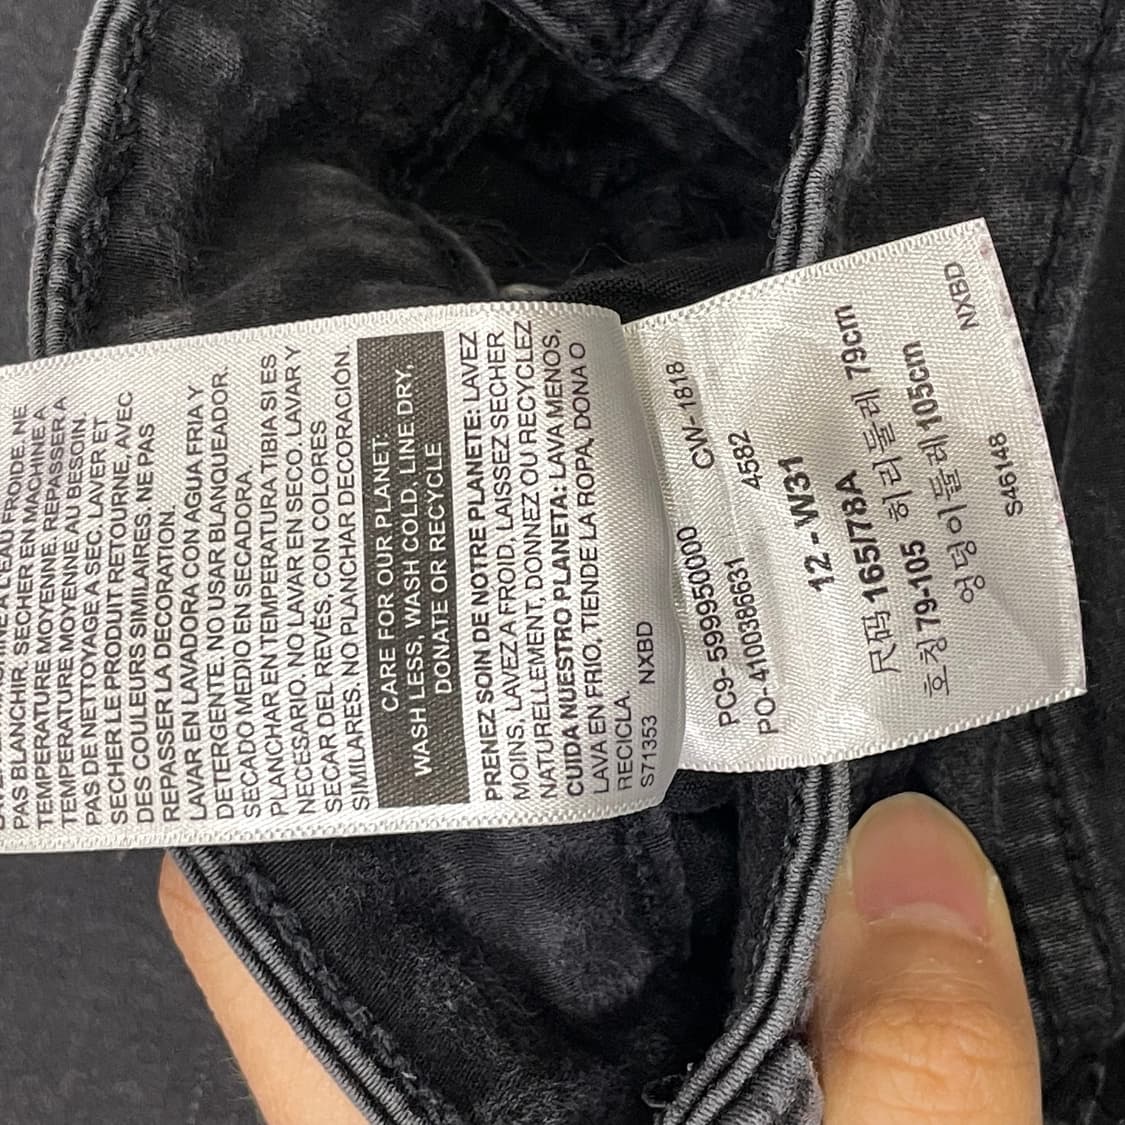 PAS BLANCHIR. SECHER EN MACHINE A
TEMPERATURE MOYENNE. REPASSER A
TEMPERATURE MOYENNE AU BESOIN.
PAS DE NETTOYAGE A SEC. LAVER ET
SECHER LE PRODUIT RETOURNE, AVEC
DES COULEURS SIMILAIRES. NE PAS
REPASSER LA DECORATION.
LAVAR EN LAVADORA CON AGUA FRIA Y
DETERGENTE. NO USAR BLANQUEADOR.
SECADO MEDIO EN SECADORA.
PLANCHAR EN TEMPERATURA TIBIA SI ES
NECESARIO. NO LAVAR EN SECO. LAVAR Y
SECAR DEL REVÉS, CON COLORES
SIMILARES. NO PLANCHAR DECORACIÓN.
CARE FOR OUR PLANET:
WASH LESS, WASH COLD, LINE DRY,
DONATE OR RECYCLE
PRENEZ SOIN DE NOTRE PLANETE: LAVEZ
MOINS, LAVEZ A FROID, LAISSEZ SECHER
NATURELLEMENT, DONNEZ OU RECYCLEZ
CUIDA NUESTRO PLANETA: LAVA MENOS,
LAVA EN FRIO, TIENDE LA ROPA, DONA O
RECICLA.
S71353 NXBD
PC9- 599950000 CW-1818
PO- 4100386631 4582
12 - W31
尺码 165/78A
호칭 79-105 허리둘레 79cm
엉덩이둘레 105cm
S46148 NXBD